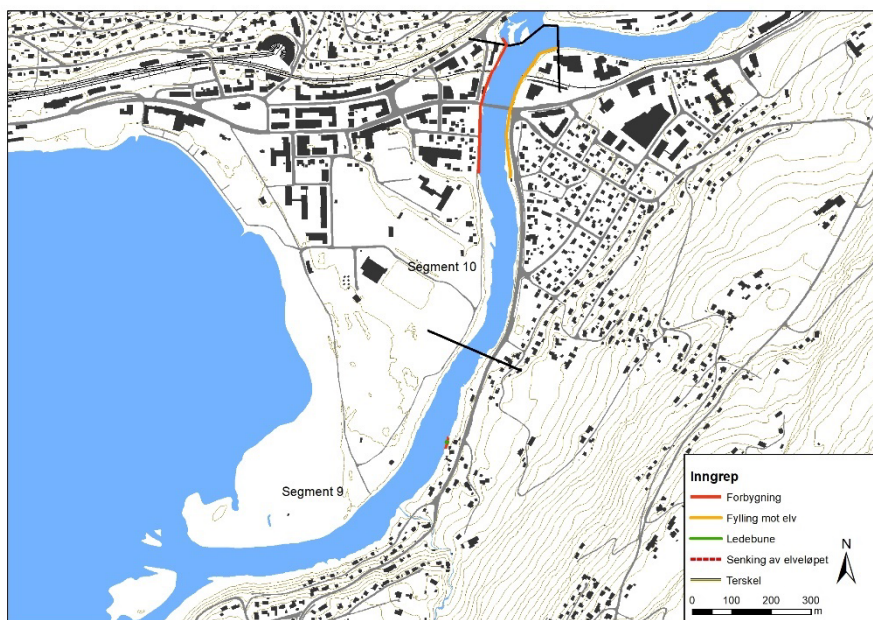 Segment 10
Segment 9
Inngrep
Forbygning
Fylling mot elv
Ledebune
Senking av elveløpet
Terskel
N
0 100 200 300
m